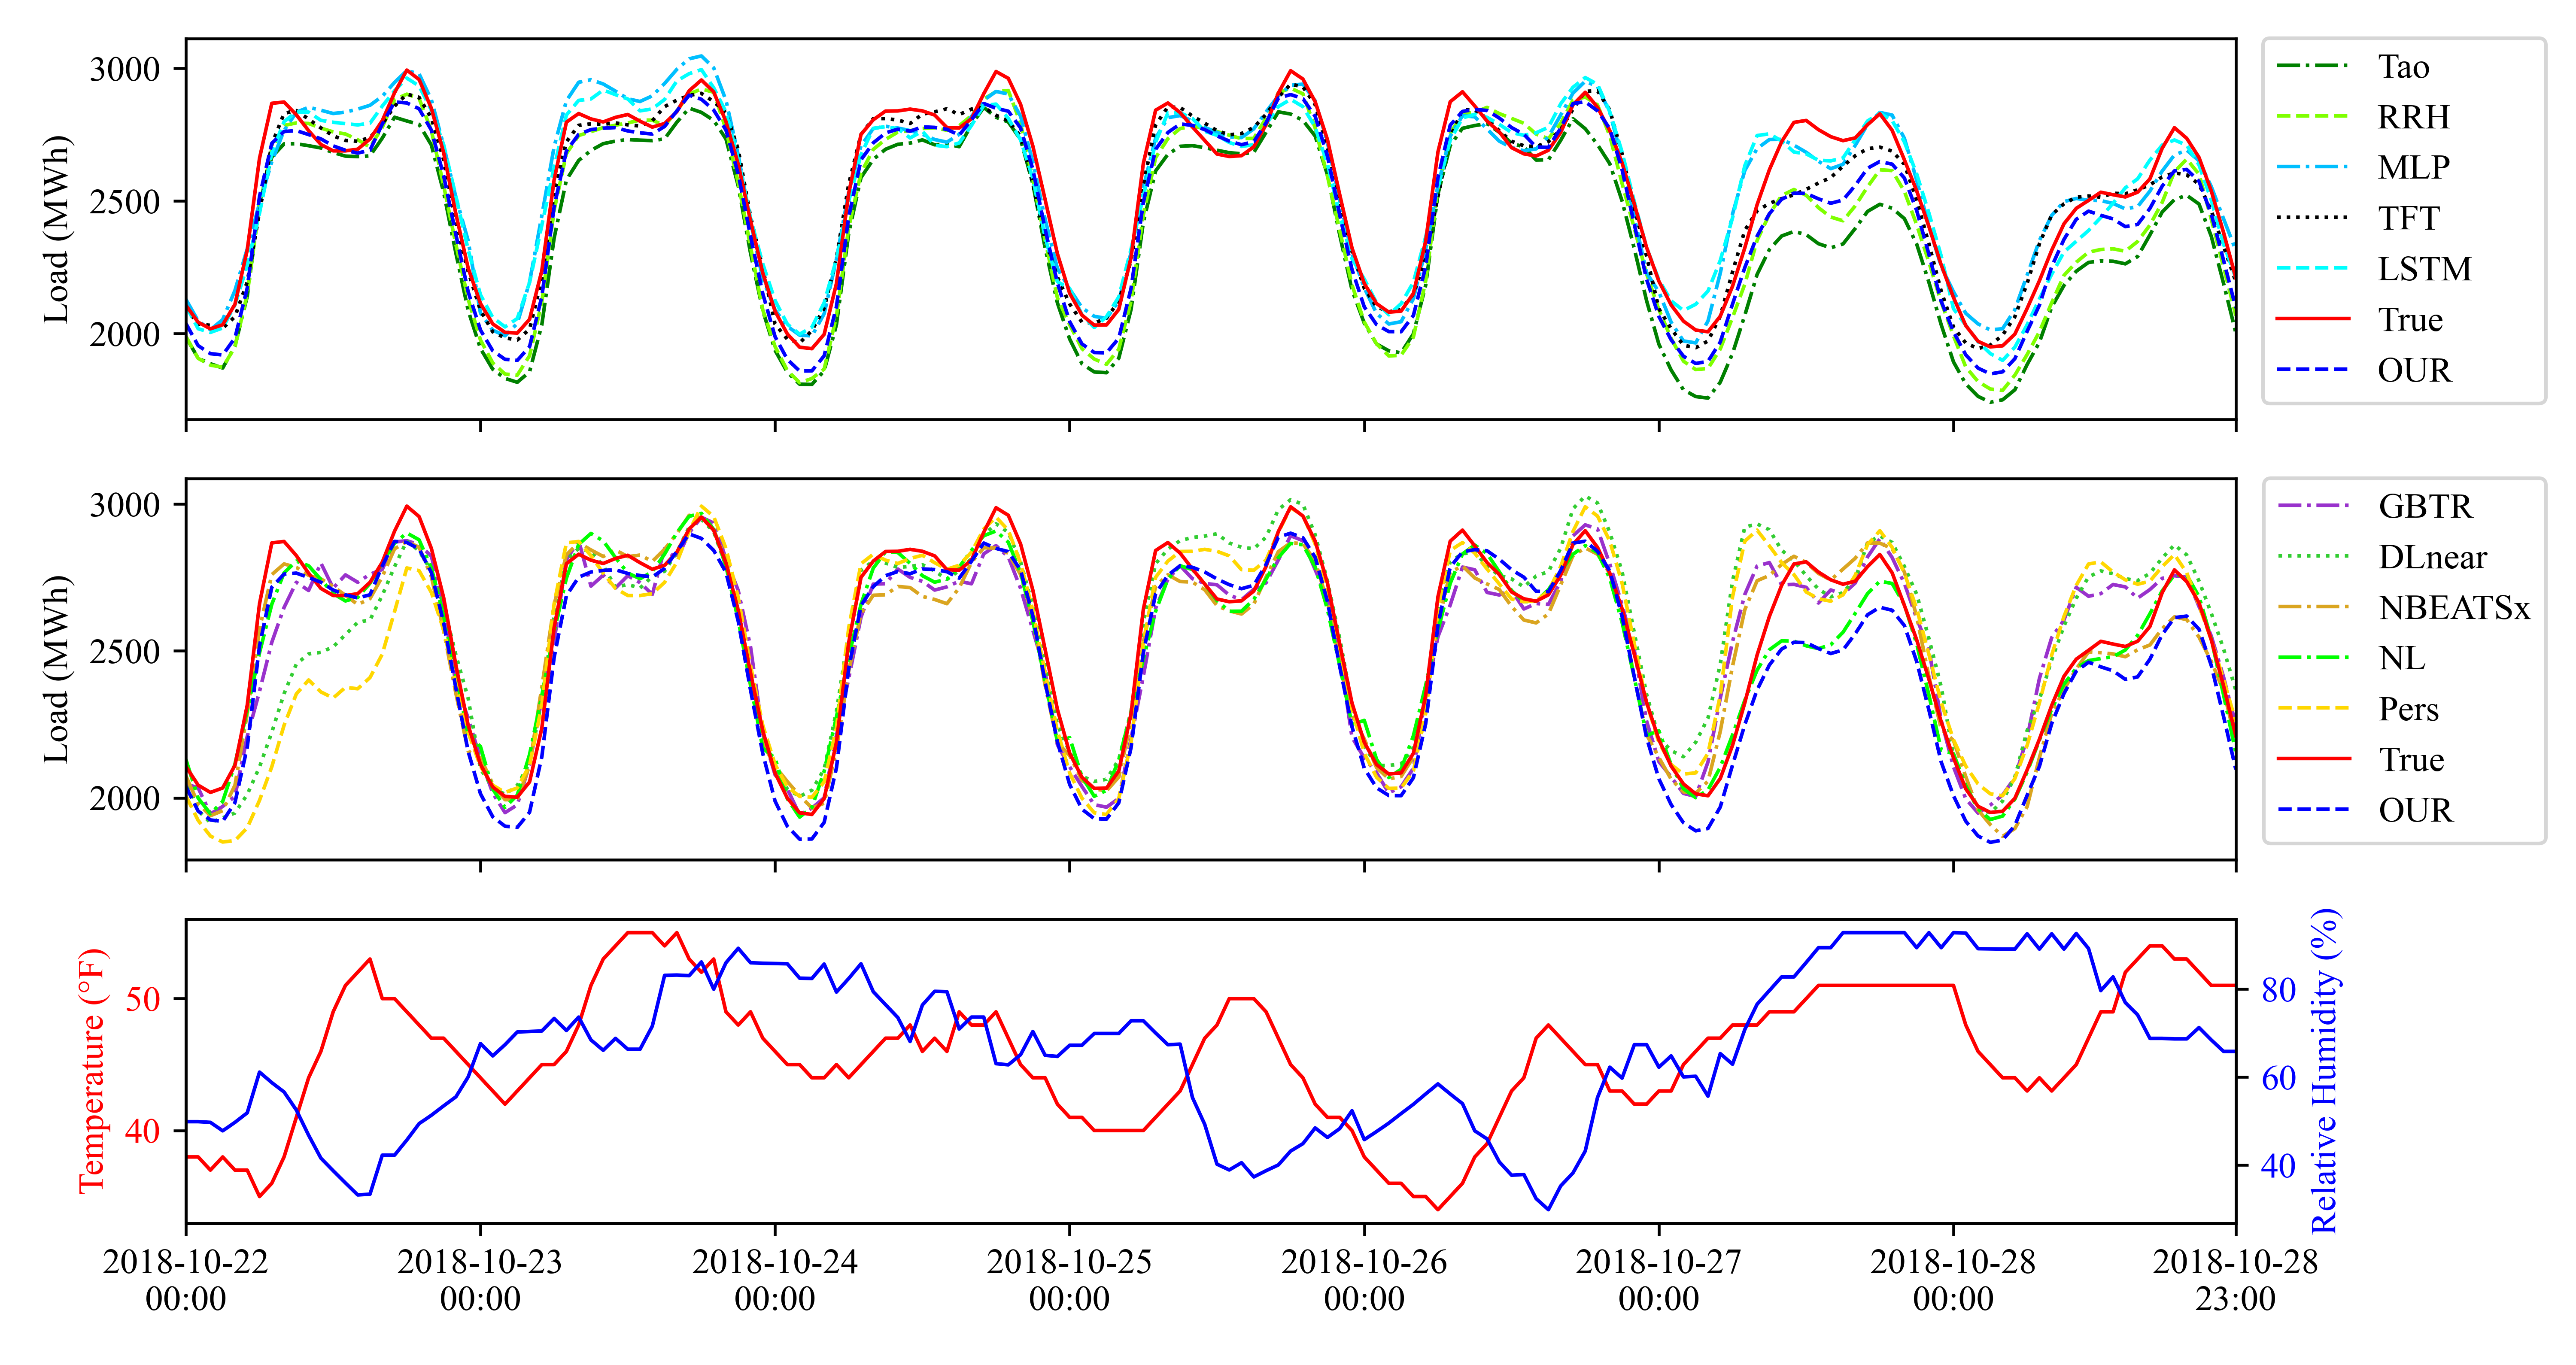 3000
2500
2000
Load (MWh)
Tao
RRH
MLP
TFT
LSTM
True
OUR
3000
2500
2000
Load (MWh)
GBTR
DLnear
NBEATSx
NL
Pers
True
OUR
50
40
Temperature (°F)
80
60
40
Relative Humidity (%)
2018-10-22
00:00
2018-10-23
00:00
2018-10-24
00:00
2018-10-25
00:00
2018-10-26
00:00
2018-10-27
00:00
2018-10-28
00:00
2018-10-28
23:00